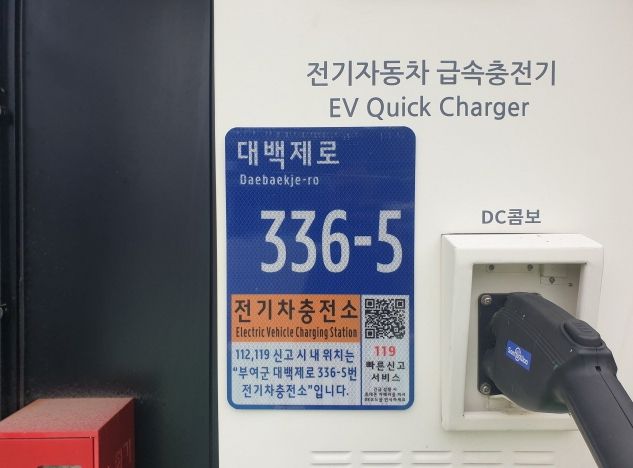 전기자동차 급속충전기
EV Quick Charger
대백제로
Daebaekje-ro
336-5
전기차충전소
Electric Vehicle Charging Station
112,119 신고 시 내 위치는
“부여군 대백제로 336-5번
전기차충전소”입니다.
119
빠른신고
서비스
DC콤보